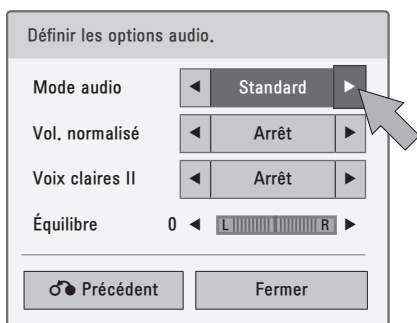 Définir les options audio.
Mode audio ◄ Standard ►
Vol. normalisé ◄ Arrêt ►
Voix claires II ◄ Arrêt ►
Équilibre 0 ◄ L R ►
Précédent Fermer